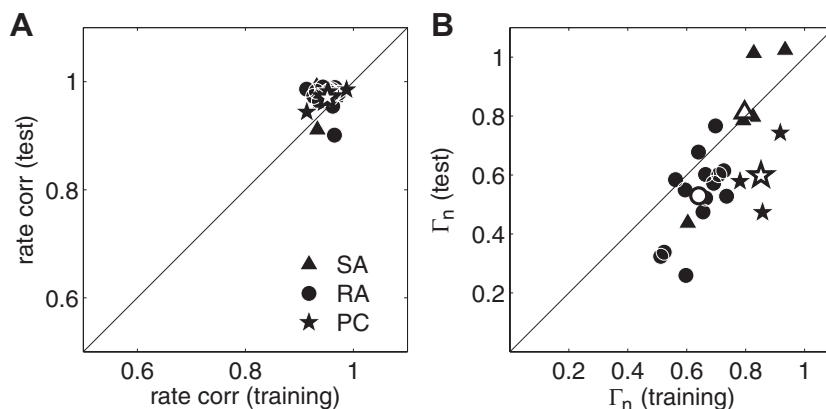 A
B
1
0.8
0.6
rate corr (test)
SA
RA
PC
0.6
0.8
1
rate corr (training)
1
0.8
0.6
0.4
0.2
Γn (test)
0.2
0.4
0.6
0.8
1
Γn (training)